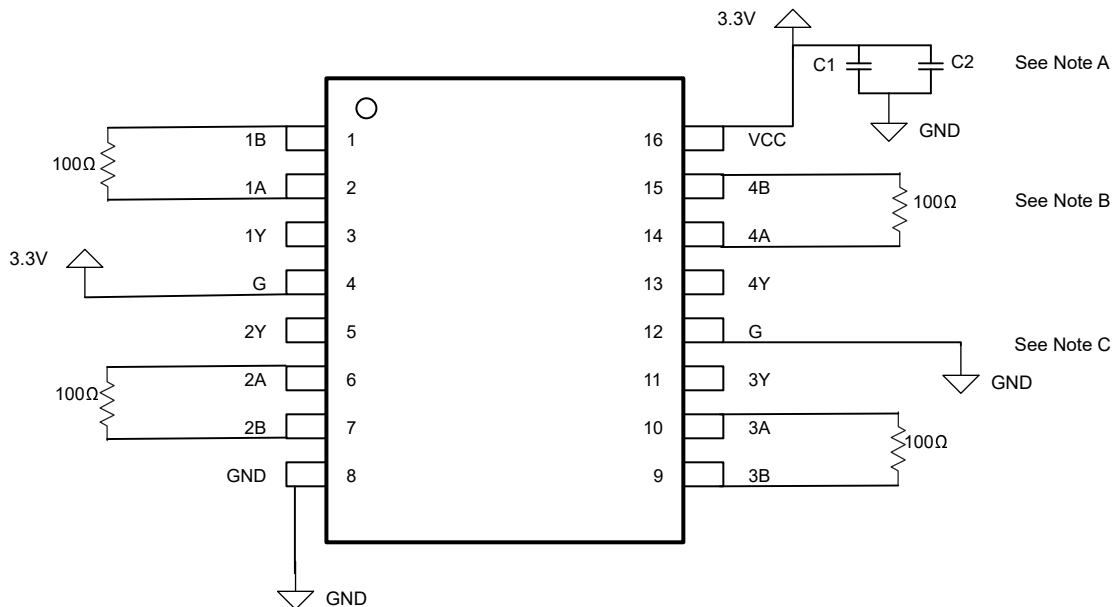 3.3V
C1
C2
See Note A
GND
1B
1
16
VCC
100Ω
1A
2
15
4B
100Ω
See Note B
1Y
3
14
4A
3.3V
G
4
13
4Y
2Y
5
12
G
See Note C
2A
6
11
3Y
GND
100Ω
2B
7
10
3A
100Ω
GND
8
9
3B
GND